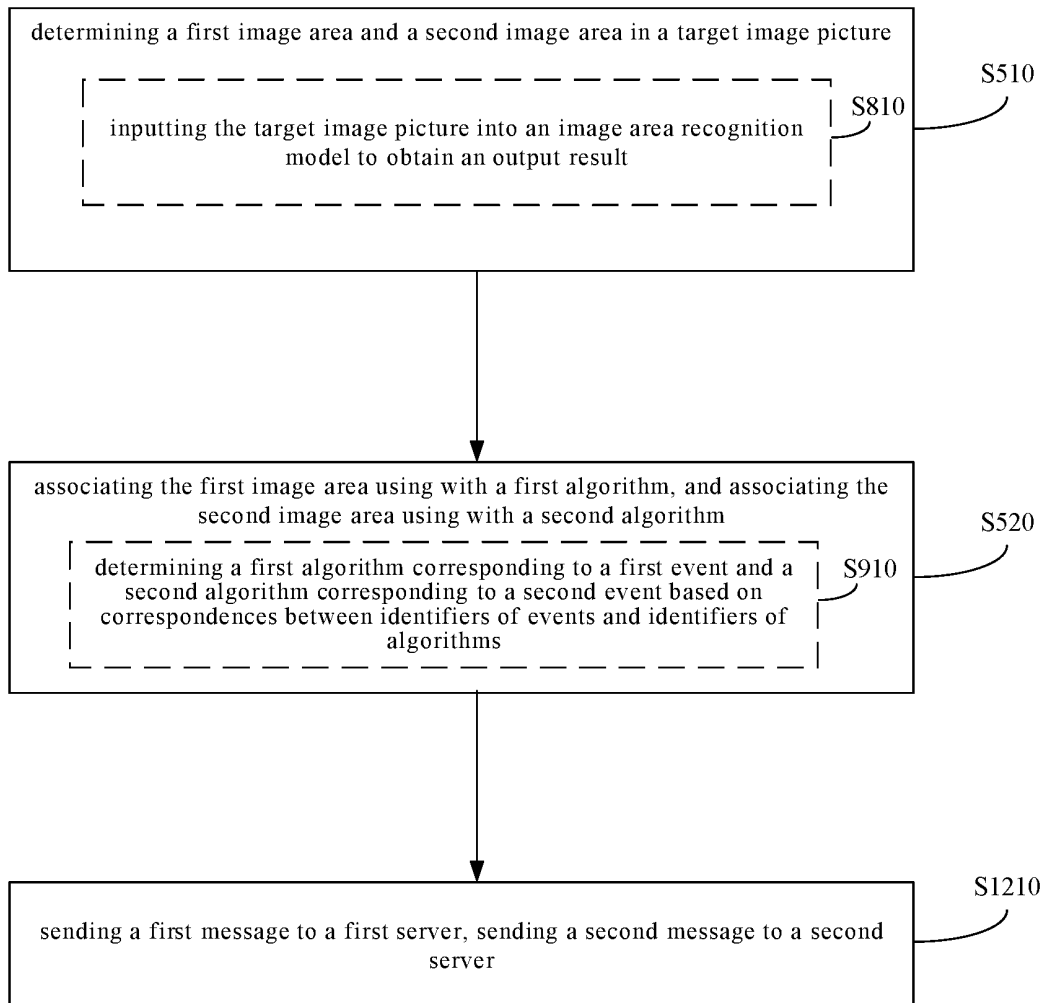 determining a first image area and a second image area in a target image picture
S510
S810
inputting the target image picture into an image area recognition
model to obtain an output result
associating the first image area using with a first algorithm, and associating the
second image area using with a second algorithm
S520
S910
determining a first algorithm corresponding to a first event and a
second algorithm corresponding to a second event based on
correspondences between identifiers of events and identifiers of
algorithms
S1210
sending a first message to a first server, sending a second message to a second
server